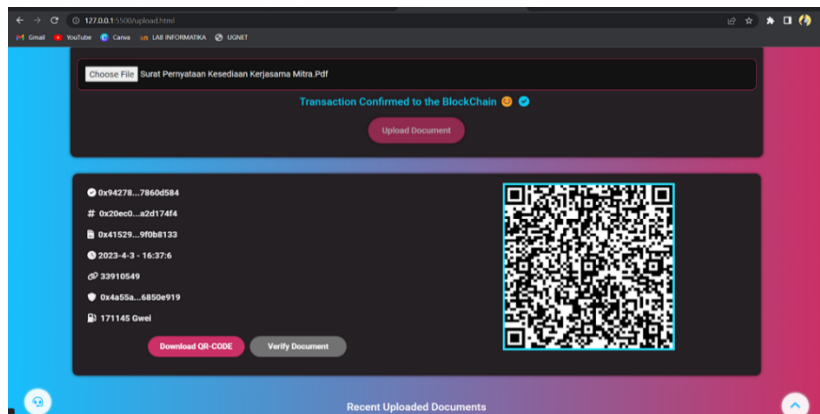 127.0.0.1:5500/upload.html
Gmail YouTube Canva LAB INFORMATIKA UGNET
Choose File Surat Pernyataan Kesediaan Kerjasama Mitra.Pdf
Transaction Confirmed to the BlockChain
Upload Document
0x94278...7860d584
# 0x20ec0...a2d174f4
0x41529...9f0b8133
2023-4-3 - 16:37:6
33910549
0x4a55a...6850e919
171145 Gwei
Download QR-CODE Verify Document
Recent Uploaded Documents